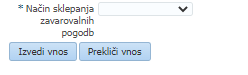 * Način sklepanja
zavarovalnih
pogodb
Izvedi vnos Prekliči vnos